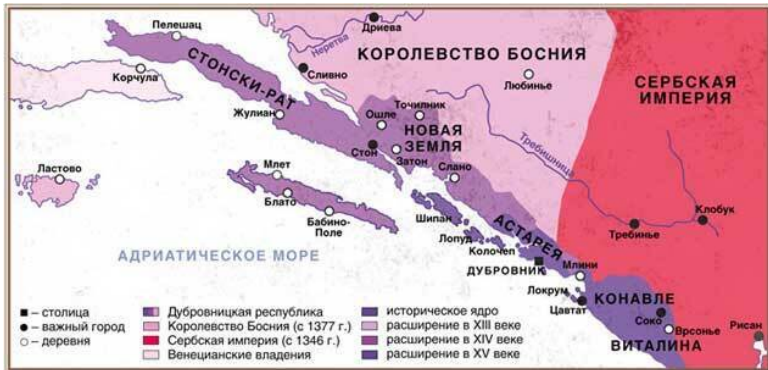 Пелешац
Дриева
Неретва
КОРОЛЕВСТВО БОСНИЯ
СТОНСКИ-РАТ
Корчула
Сливно
Любинье
СЕРБСКАЯ
ИМПЕРИЯ
Жулиан
Точилник
Ошле
НОВАЯ
ЗЕМЛЯ
Стон
Затон
Требишница
Ластово
Млет
Слано
Блато
Бабино-
Поле
Шипан
АСТАРЕЯ
Клобук
Требинье
Лопуд
Колочеп
АДРИАТИЧЕСКОЕ МОРЕ
ДУБРОВНИК
Млини
Локрум
Цавтат
КОНАВЛЕ
Соко
Врсонье
ВИТАЛИНА
Рисан
– столица
– важный город
– деревня
Дубровницкая республика
Королевство Босния (с 1377 г.)
Сербская империя (с 1346 г.)
Венецианские владения
историческое ядро
расширение в XIII веке
расширение в XIV веке
расширение в XV веке